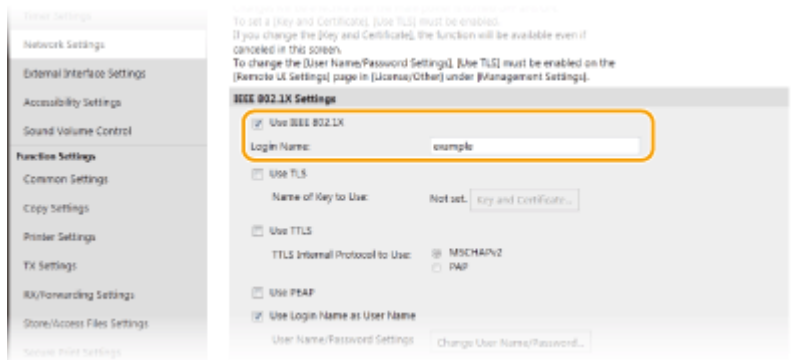 Power Settings
Network Settings
External Interface Settings
Accessibility Settings
Sound Volume Control
Function Settings
Common Settings
Copy Settings
Printer Settings
TX Settings
RX/Forwarding Settings
Store/Access Files Settings
Secure Print Settings
To set a [Key and Certificate], [Use TLS] must be enabled.
If you change the [Key and Certificate], the function will be available even if
canceled in this screen.
To change the [User Name/Password Settings], [Use TLS] must be enabled on the
[Remote UI Settings] page in [License/Other] under [Management Settings].
IEEE 802.1X Settings
Use IEEE 802.1X
Login Name: example
Use TLS
Name of Key to Use: Not set. Key and Certificate...
Use TTLS
TTLS Internal Protocol to Use: MSCHAPv2
PAP
Use PEAP
Use Login Name as User Name
User Name/Password Settings Change User Name/Password...